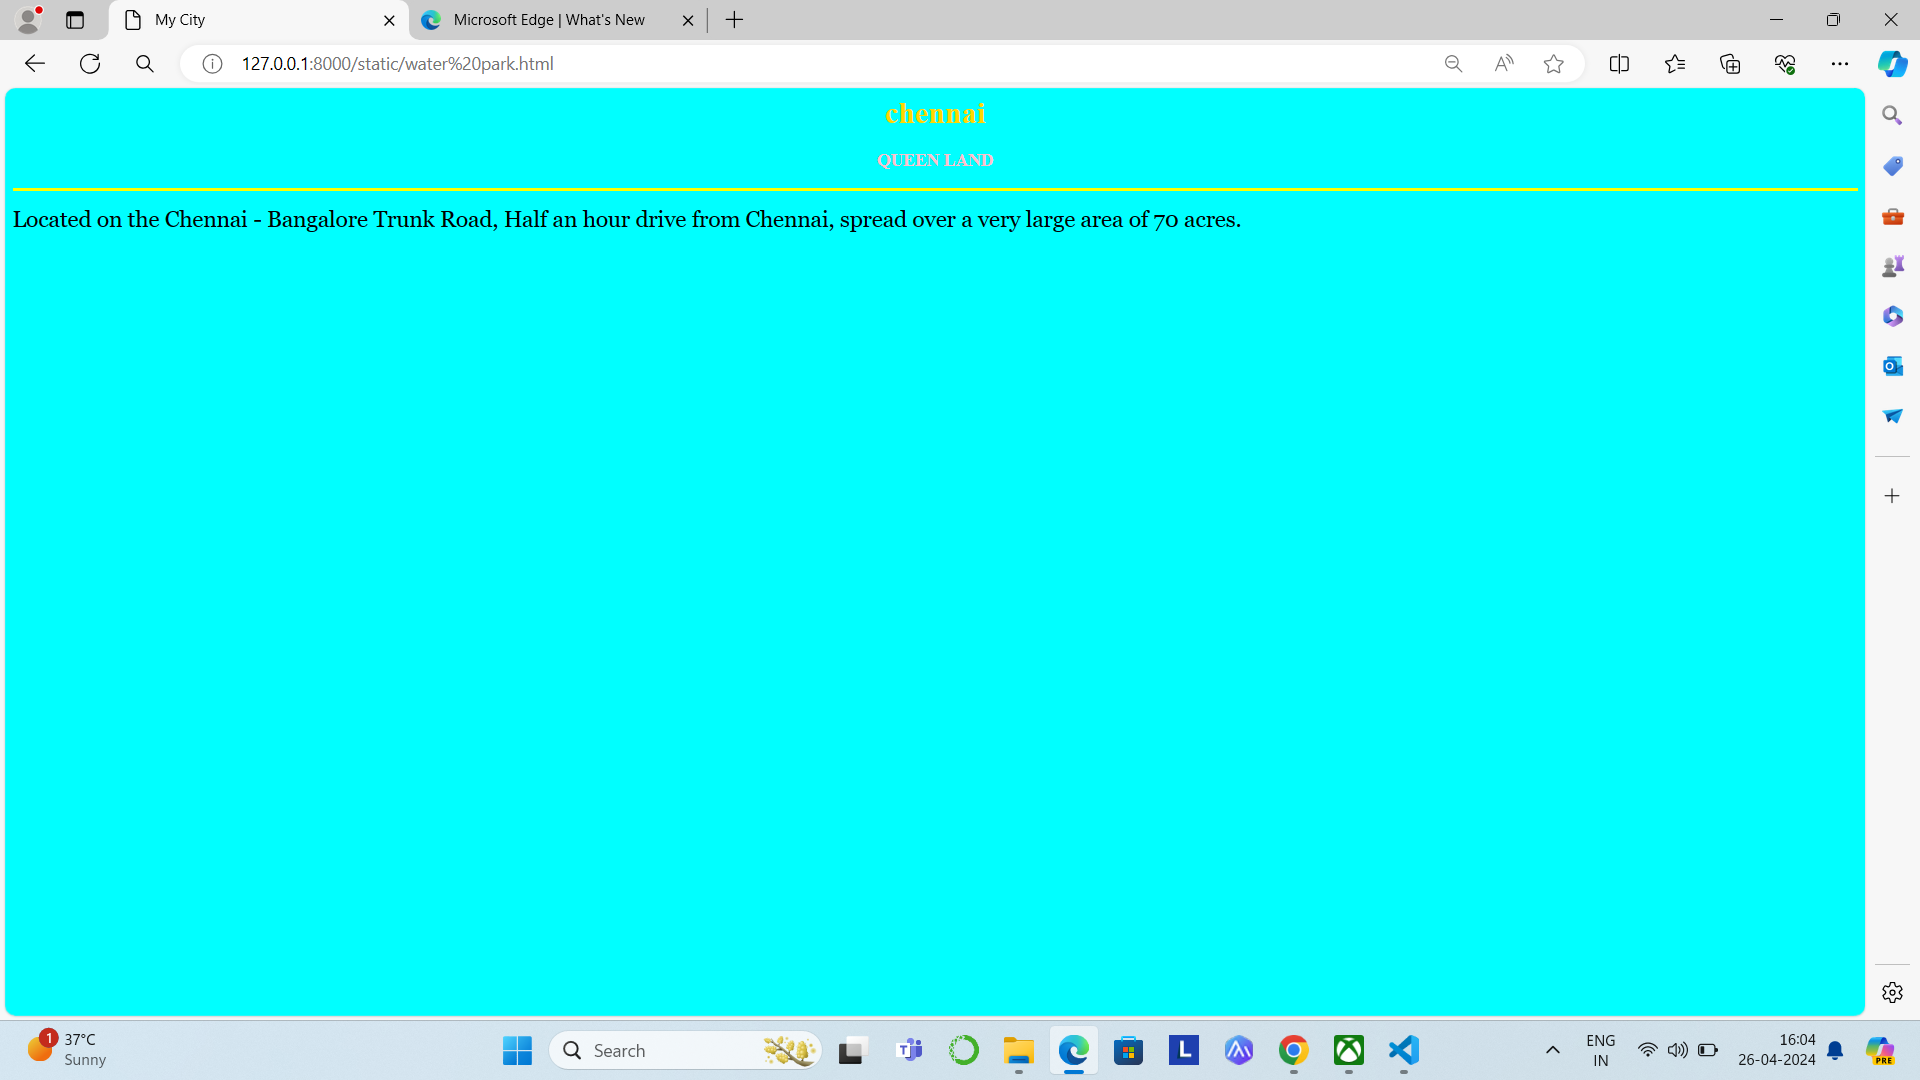 My City
Microsoft Edge | What's New
127.0.0.1:8000/static/water%20park.html
chennai
QUEEN LAND
Located on the Chennai - Bangalore Trunk Road, Half an hour drive from Chennai, spread over a very large area of 70 acres.
1
37°C
Sunny
Search
L
ENG
IN
16:04
26-04-2024
PRE